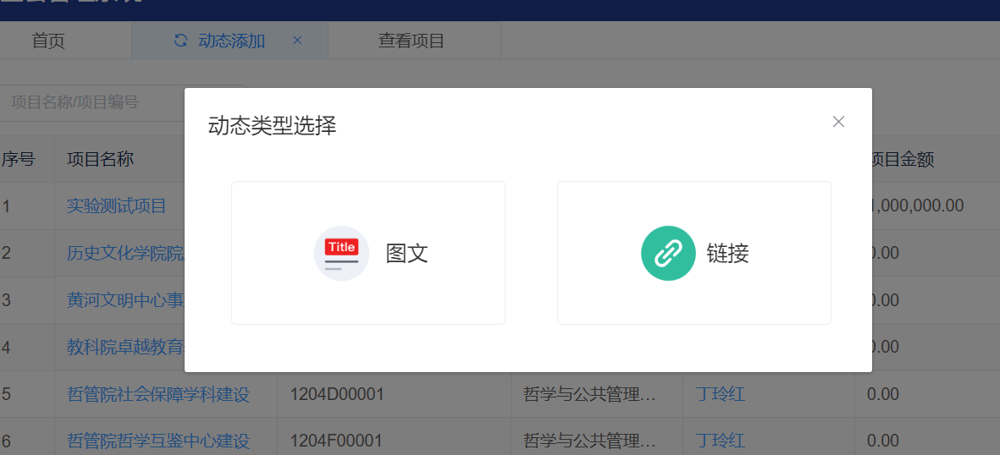 首页 动态添加 查看项目
项目名称/项目编号
动态类型选择
序号 项目名称 项目金额
1 实验测试项目 1,000,000.00
Title 图文 链接
2 历史文化学院院 0.00
3 黄河文明中心事 0.00
4 教科院卓越教育 0.00
5 哲管院社会保障学科建设 1204D00001 哲学与公共管理... 丁玲红 0.00
6 哲管院哲学互鉴中心建设 1204F00001 哲学与公共管理... 丁玲红 0.00